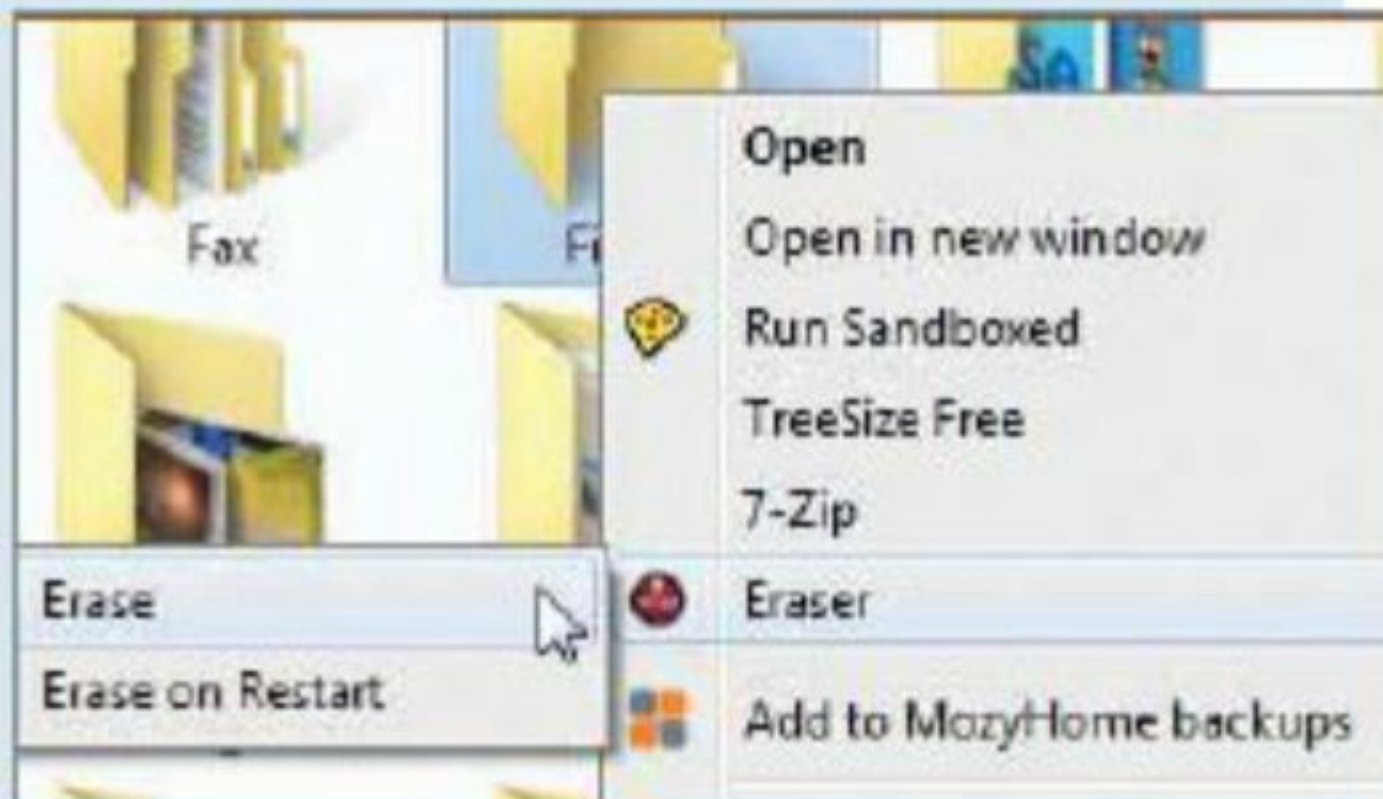 Fax
Open
Open in new window
Run Sandboxed
TreeSize Free
7-Zip
Eraser
Add to MozyHome backups
Erase
Erase on Restart